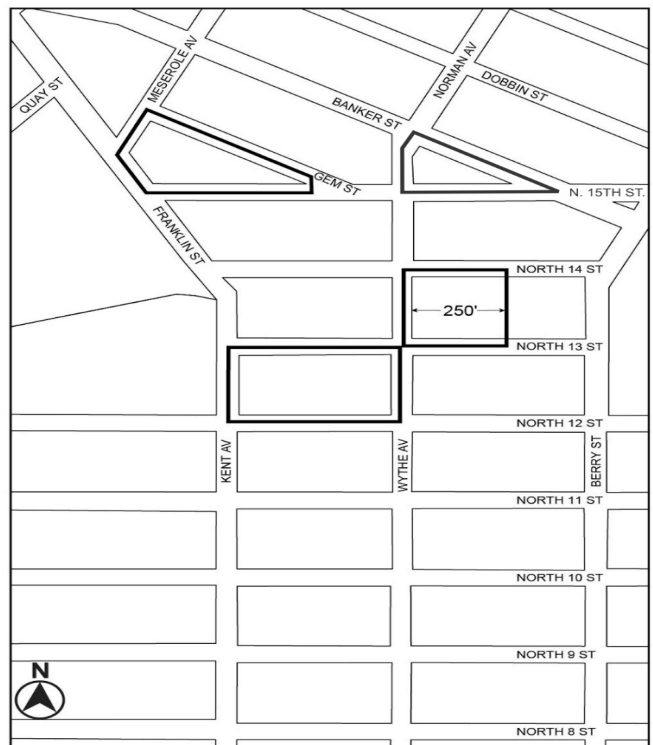 QUAY ST
MESEROLE AV
NORMAN AV
DOBBIN ST
BANKER ST
GEM ST
N. 15TH ST.
FRANKLIN ST
NORTH 14 ST
250'
NORTH 13 ST
NORTH 12 ST
KENT AV
WYTHE AV
BERRY ST
NORTH 11 ST
NORTH 10 ST
NORTH 9 ST
N
NORTH 8 ST